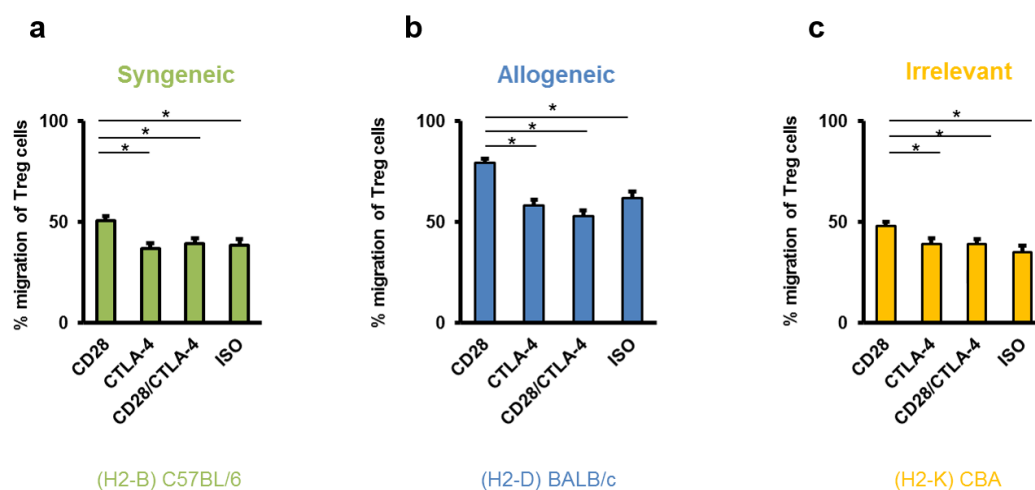 a
Syngeneic
% migration of Treg cells
100
50
0
*
*
*
CD28
CTLA-4
CD28/CTLA-4
ISO
(H2-B) C57BL/6
b
Allogeneic
% migration of Treg cells
100
50
0
*
*
*
CD28
CTLA-4
CD28/CTLA-4
ISO
(H2-D) BALB/c
c
Irrelevant
% migration of Treg cells
100
50
0
*
*
*
CD28
CTLA-4
CD28/CTLA-4
ISO
(H2-K) CBA